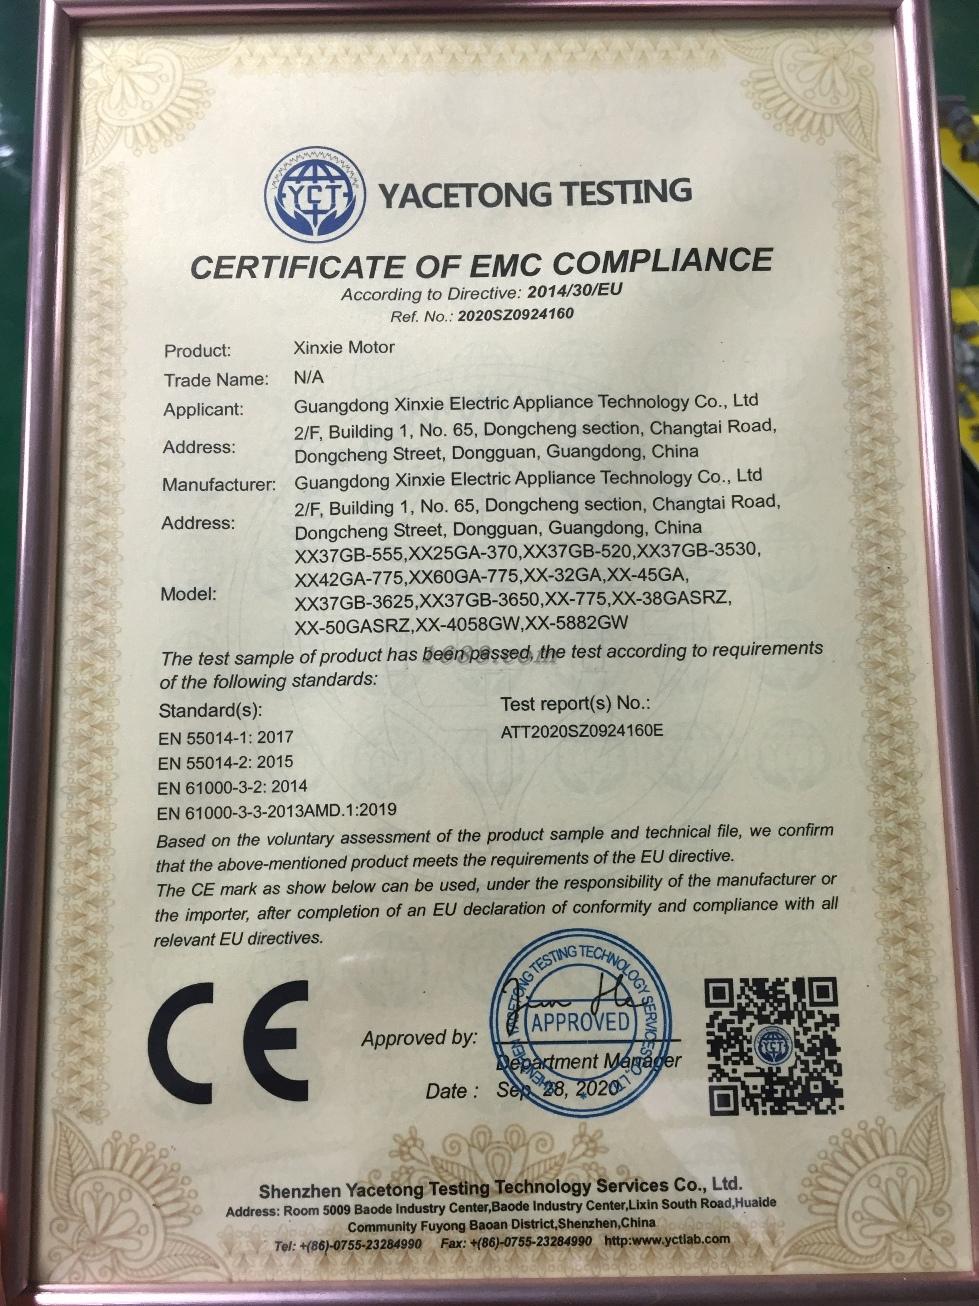 YCT
YACETONG TESTING
CERTIFICATE OF EMC COMPLIANCE
According to Directive: 2014/30/EU
Ref. No.: 2020SZ0924160
Product: Xinxie Motor
Trade Name: N/A
Applicant: Guangdong Xinxie Electric Appliance Technology Co., Ltd
Address: 2/F, Building 1, No. 65, Dongcheng section, Changtai Road,
Dongcheng Street, Dongguan, Guangdong, China
Manufacturer: Guangdong Xinxie Electric Appliance Technology Co., Ltd
Address: 2/F, Building 1, No. 65, Dongcheng section, Changtai Road,
Dongcheng Street, Dongguan, Guangdong, China
Model: XX37GB-555,XX25GA-370,XX37GB-520,XX37GB-3530,
XX42GA-775,XX60GA-775,XX-32GA,XX-45GA,
XX37GB-3625,XX37GB-3650,XX-775,XX-38GASRZ,
XX-50GASRZ,XX-4058GW,XX-5882GW
The test sample of product has been passed, the test according to requirements
of the following standards:
1688.com
Standard(s): Test report(s) No.:
EN 55014-1: 2017 ATT2020SZ0924160E
EN 55014-2: 2015
EN 61000-3-2: 2014
EN 61000-3-3-2013AMD.1:2019
Based on the voluntary assessment of the product sample and technical file, we confirm
that the above-mentioned product meets the requirements of the EU directive.
The CE mark as show below can be used, under the responsibility of the manufacturer or
the importer, after completion of an EU declaration of conformity and compliance with all
relevant EU directives.
CE
SHENZHEN YACETONG TESTING TECHNOLOGY SERVICES CO., LTD
APPROVED
Approved by:
Department Manager
Date : Sep. 28, 2020
YCT
Shenzhen Yacetong Testing Technology Services Co., Ltd.
Address: Room 5009 Baode Industry Center,Baode Industry Center,Lixin South Road,Huaide
Community Fuyong Baoan District,Shenzhen,China
Tel: +(86)-0755-23284990 Fax: +(86)-0755-23284990 http:www.yctlab.com